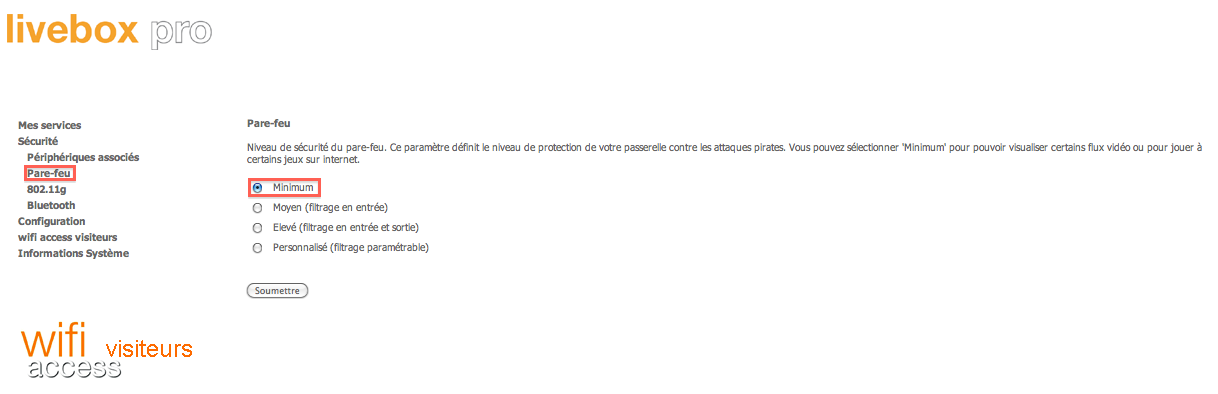 livebox pro
Mes services
Sécurité
Périphériques associés
Pare-feu
802.11g
Bluetooth
Configuration
wifi access visiteurs
Informations Système
Pare-feu
Niveau de sécurité du pare-feu. Ce paramètre définit le niveau de protection de votre passerelle contre les attaques pirates. Vous pouvez sélectionner 'Minimum' pour pouvoir visualiser certains flux vidéo ou pour jouer à
certains jeux sur internet.
Minimum
Moyen (filtrage en entrée)
Elevé (filtrage en entrée et sortie)
Personnalisé (filtrage paramétrable)
Soumettre
wifi visiteurs
access